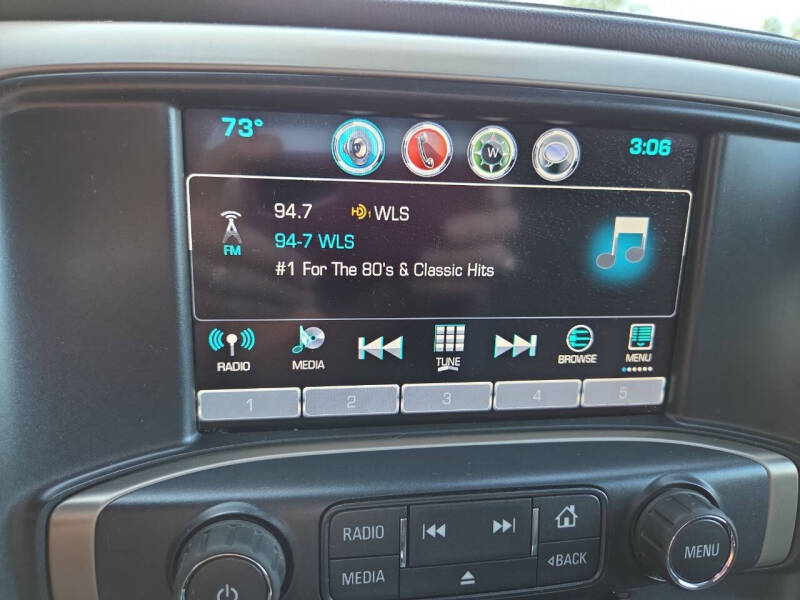 73°
W
3:06
94.7 HD1 WLS
FM
94-7 WLS
#1 For The 80's & Classic Hits
RADIO
MEDIA
TUNE
BROWSE
MENU
1 2 3 4 5
RADIO
MEDIA
BACK
MENU